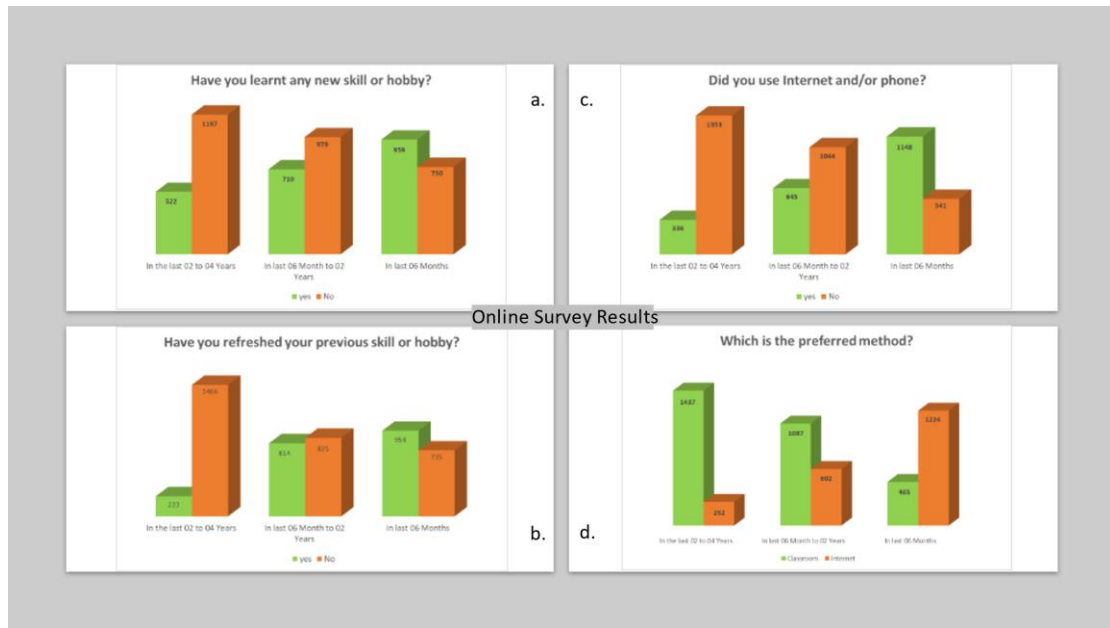 Have you learnt any new skill or hobby?
522
1167
710
979
959
730
In the last 02 to 04 Years
In last 06 Month to 02 Years
In last 06 Months
yes No
a.
c.
Did you use Internet and/or phone?
336
1353
645
1044
1148
541
In the last 02 to 04 Years
In last 06 Month to 02 Years
In last 06 Months
yes No
Online Survey Results
Have you refreshed your previous skill or hobby?
223
814
954
735
In the last 02 to 04 Years
In last 06 Month to 02 Years
In last 06 Months
yes No
b.
d.
Which is the preferred method?
1437
252
1087
602
465
1224
In the last 02 to 04 Years
In last 06 Month to 02 Years
In last 06 Months
Classroom Internet